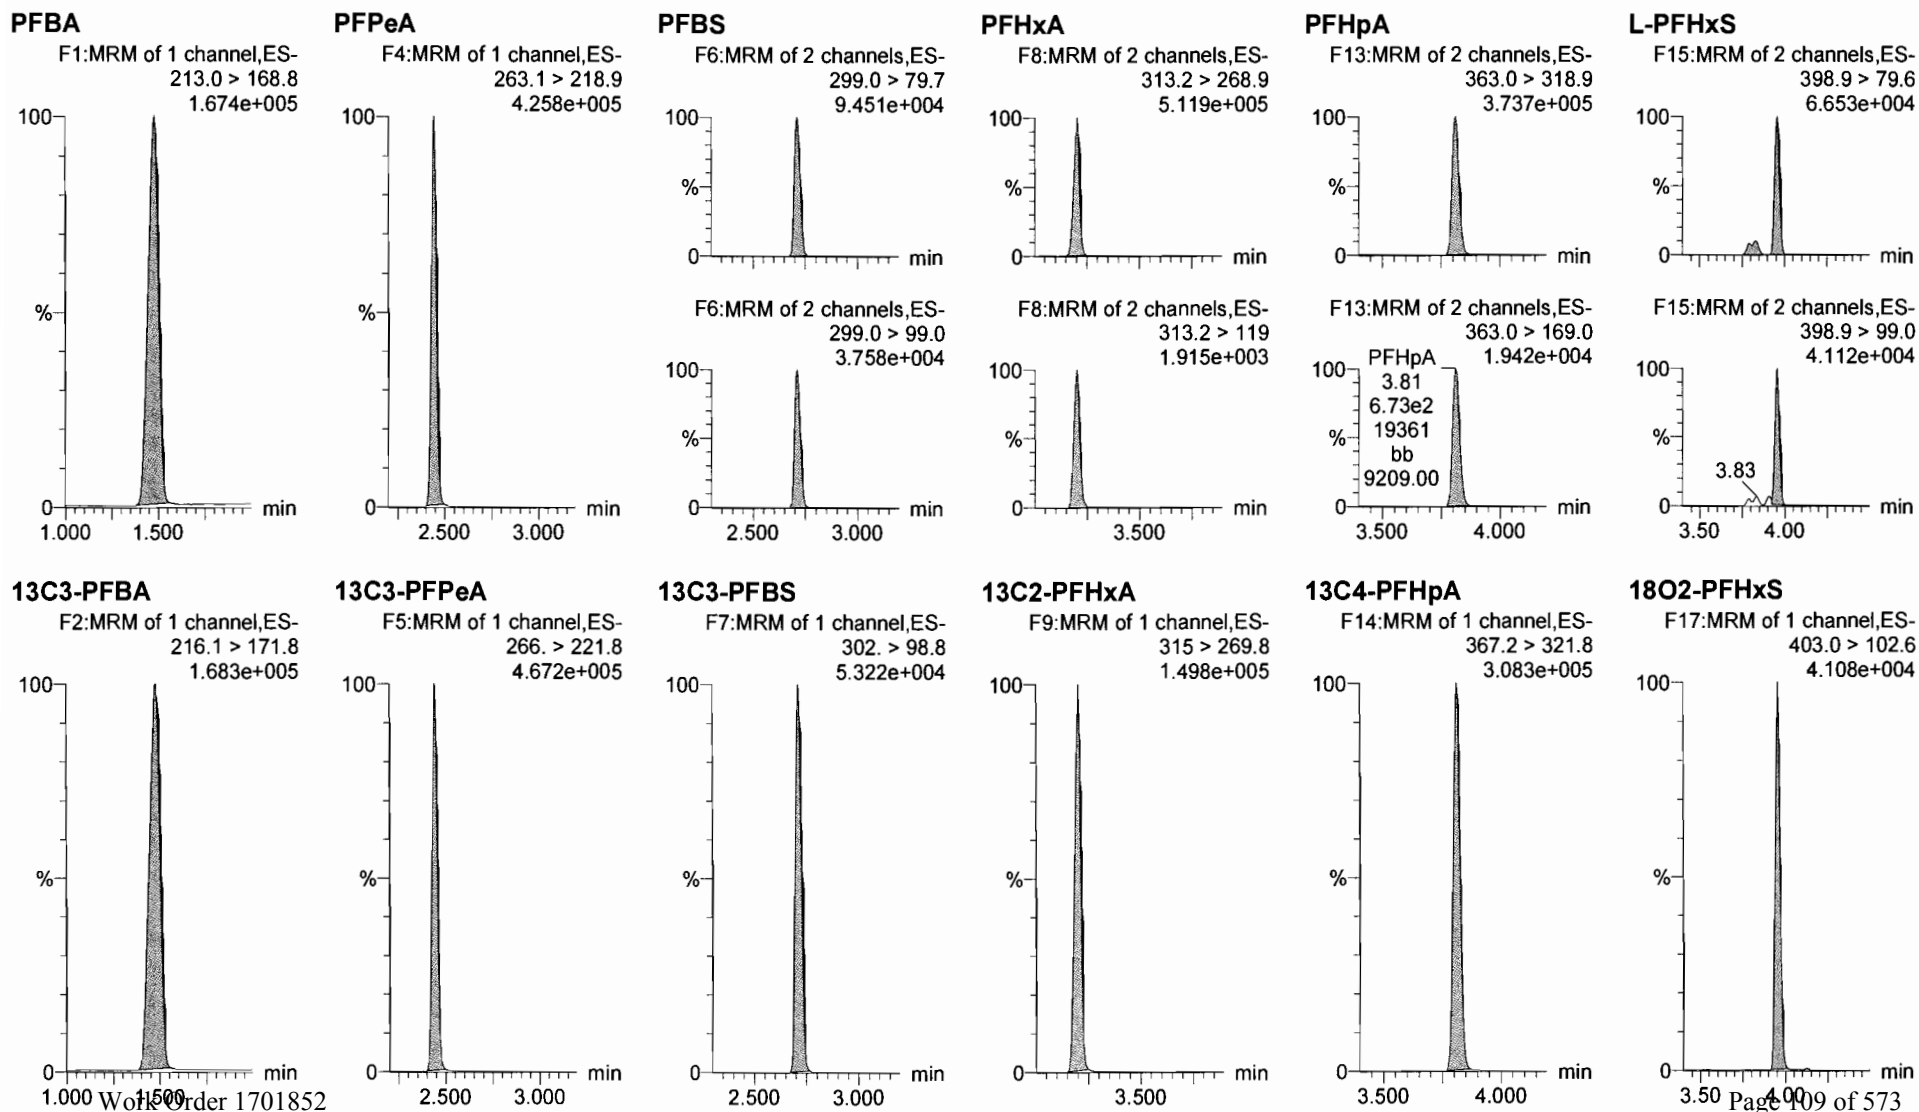 PFBA
F1:MRM of 1 channel,ES-
213.0 > 168.8
1.674e+005
100
%
0
min
1.000 1.500
PFPeA
F4:MRM of 1 channel,ES-
263.1 > 218.9
4.258e+005
100
%
0
min
2.500 3.000
PFBS
F6:MRM of 2 channels,ES-
299.0 > 79.7
9.451e+004
100
%
0
min
F6:MRM of 2 channels,ES-
299.0 > 99.0
3.758e+004
100
%
0
min
2.500 3.000
PFHxA
F8:MRM of 2 channels,ES-
313.2 > 268.9
5.119e+005
100
%
0
min
F8:MRM of 2 channels,ES-
313.2 > 119
1.915e+003
100
%
0
min
3.500
PFHpA
F13:MRM of 2 channels,ES-
363.0 > 318.9
3.737e+005
100
%
0
min
F13:MRM of 2 channels,ES-
363.0 > 169.0
1.942e+004
PFHpA
3.81
6.73e2
19361
bb
9209.00
100
%
0
min
3.500 4.000
L-PFHxS
F15:MRM of 2 channels,ES-
398.9 > 79.6
6.653e+004
100
%
0
min
F15:MRM of 2 channels,ES-
398.9 > 99.0
4.112e+004
100
%
3.83
0
min
3.50 4.00
13C3-PFBA
F2:MRM of 1 channel,ES-
216.1 > 171.8
1.683e+005
100
%
0
min
1.000 1.500
13C3-PFPeA
F5:MRM of 1 channel,ES-
266. > 221.8
4.672e+005
100
%
0
min
2.500 3.000
13C3-PFBS
F7:MRM of 1 channel,ES-
302. > 98.8
5.322e+004
100
%
0
min
2.500 3.000
13C2-PFHxA
F9:MRM of 1 channel,ES-
315 > 269.8
1.498e+005
100
%
0
min
3.500
13C4-PFHpA
F14:MRM of 1 channel,ES-
367.2 > 321.8
3.083e+005
100
%
0
min
3.500 4.000
18O2-PFHxS
F17:MRM of 1 channel,ES-
403.0 > 102.6
4.108e+004
100
%
0
min
3.50 4.00
Work Order 1701852
Page 109 of 573